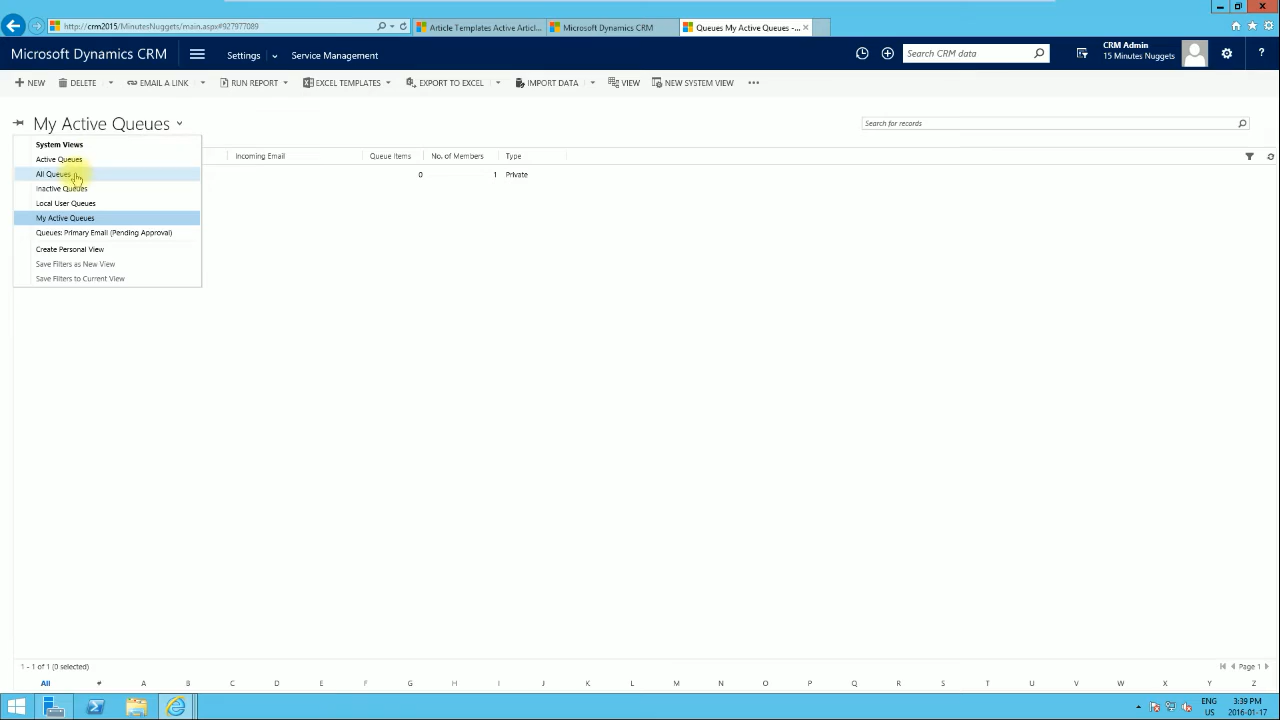 http://crm2015/MinutesNuggets/main.aspx#927977089
Article Templates Active Articl...
Microsoft Dynamics CRM
Queues My Active Queues -...
Microsoft Dynamics CRM
Settings
Service Management
Search CRM data
CRM Admin
15 Minutes Nuggets
?
NEW
DELETE
EMAIL A LINK
RUN REPORT
EXCEL TEMPLATES
EXPORT TO EXCEL
IMPORT DATA
VIEW
NEW SYSTEM VIEW
...
My Active Queues
Search for records
System Views
Active Queues
All Queues
Inactive Queues
Local User Queues
My Active Queues
Queues: Primary Email (Pending Approval)
Create Personal View
Save Filters as New View
Save Filters to Current View
Incoming Email
Queue Items
No. of Members
Type
0
1
Private
1 - 1 of 1 (0 selected)
Page 1
All # A B C D E F G H I J K L M N O P Q R S T U V W X Y Z
ENG
US
3:39 PM
2016-01-17